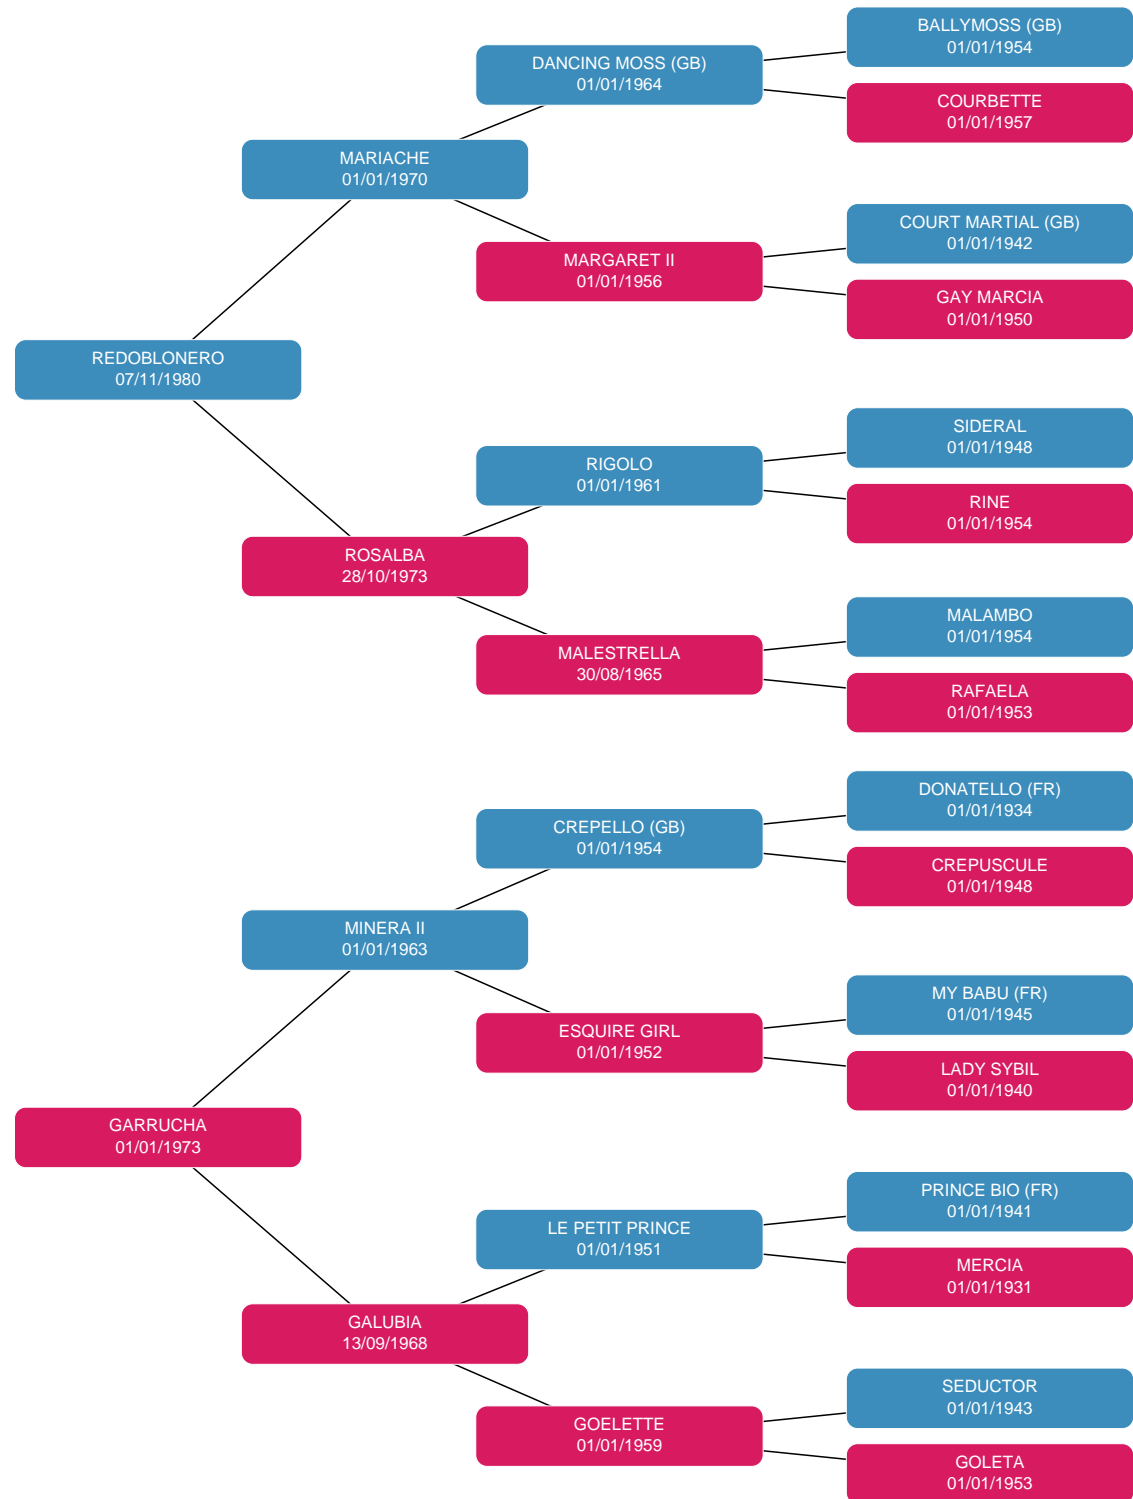 BALLYMOSS (GB)
01/01/1954
DANCING MOSS (GB)
01/01/1964
COURBETTE
01/01/1957
MARIACHE
01/01/1970
COURT MARTIAL (GB)
01/01/1942
MARGARET II
01/01/1956
GAY MARCIA
01/01/1950
REDOBLONERO
07/11/1980
SIDERAL
01/01/1948
RIGOLO
01/01/1961
RINE
01/01/1954
ROSALBA
28/10/1973
MALAMBO
01/01/1954
MALESTRELLA
30/08/1965
RAFAELA
01/01/1953
DONATELLO (FR)
01/01/1934
CREPELLO (GB)
01/01/1954
CREPUSCULE
01/01/1948
MINERA II
01/01/1963
MY BABU (FR)
01/01/1945
ESQUIRE GIRL
01/01/1952
LADY SYBIL
01/01/1940
GARRUCHA
01/01/1973
PRINCE BIO (FR)
01/01/1941
LE PETIT PRINCE
01/01/1951
MERCIA
01/01/1931
GALUBIA
13/09/1968
SEDUCTOR
01/01/1943
GOELETTE
01/01/1959
GOLETA
01/01/1953